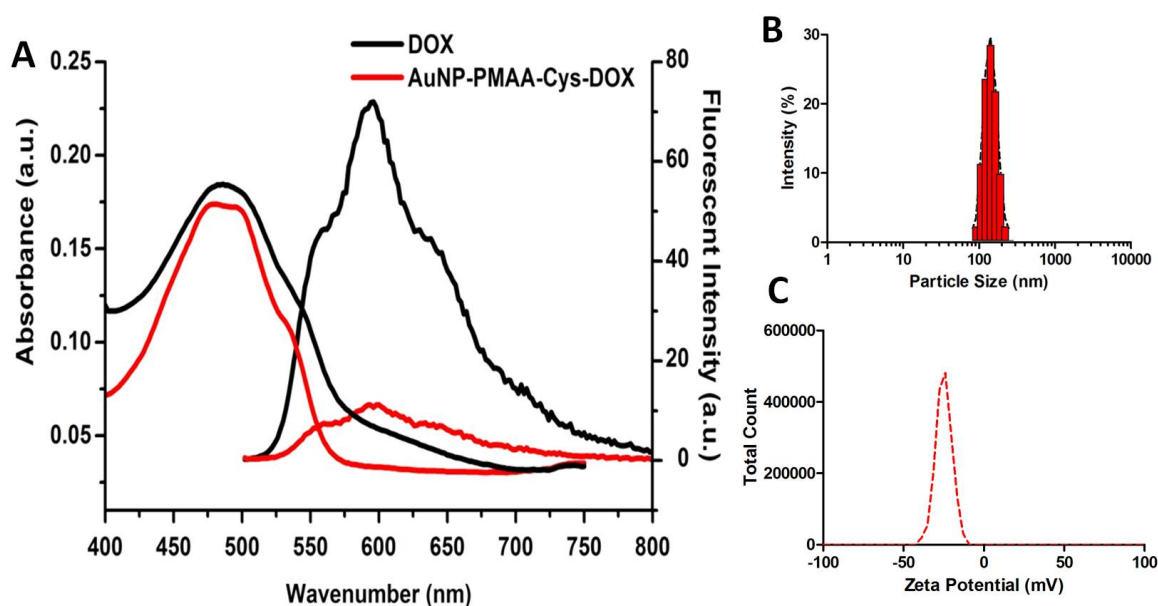 A
DOX
AuNP-PMAA-Cys-DOX
Absorbance (a.u.)
0.25
0.20
0.15
0.10
0.05
Fluorescent Intensity (a.u.)
80
60
40
20
0
400 450 500 550 600 650 700 750 800
Wavenumber (nm)
B
Intensity (%)
30
20
10
0
1 10 100 1000 10000
Particle Size (nm)
C
Total Count
600000
400000
200000
0
-100 -50 0 50 100
Zeta Potential (mV)